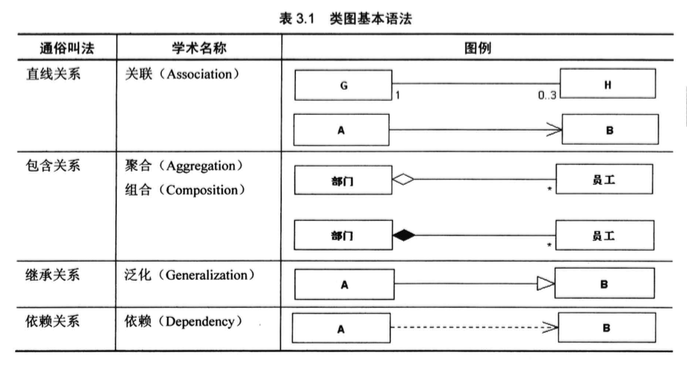 表 3.1 类图基本语法
通俗叫法 学术名称 图例
直线关系 关联（Association） G 1 0..3 H
A B
包含关系 聚合（Aggregation） 部门 * 员工
组合（Composition）
部门 * 员工
继承关系 泛化（Generalization） A B
依赖关系 依赖（Dependency） A B